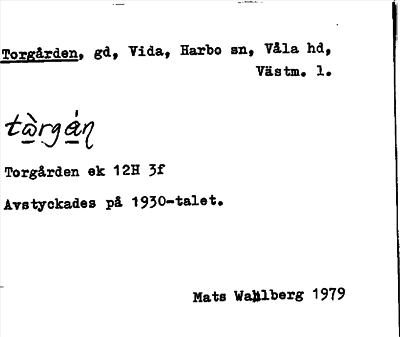 Torgården, gd, Vida, Harbo sn, Våla hd,
Västm. l.
tὼrgá̵η
Torgården ek 12H 3f
Avstyckades på 1930-talet.
Mats Wahlberg 1979